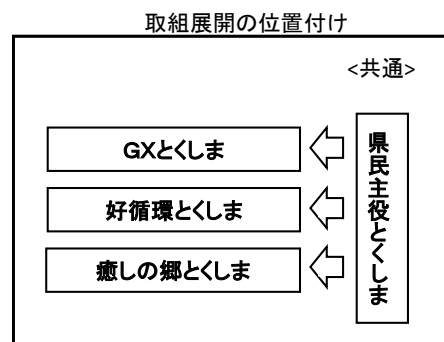 取組展開の位置付け
<共通>
GXとくしま
好循環とくしま
癒しの郷とくしま
県民主役とくしま